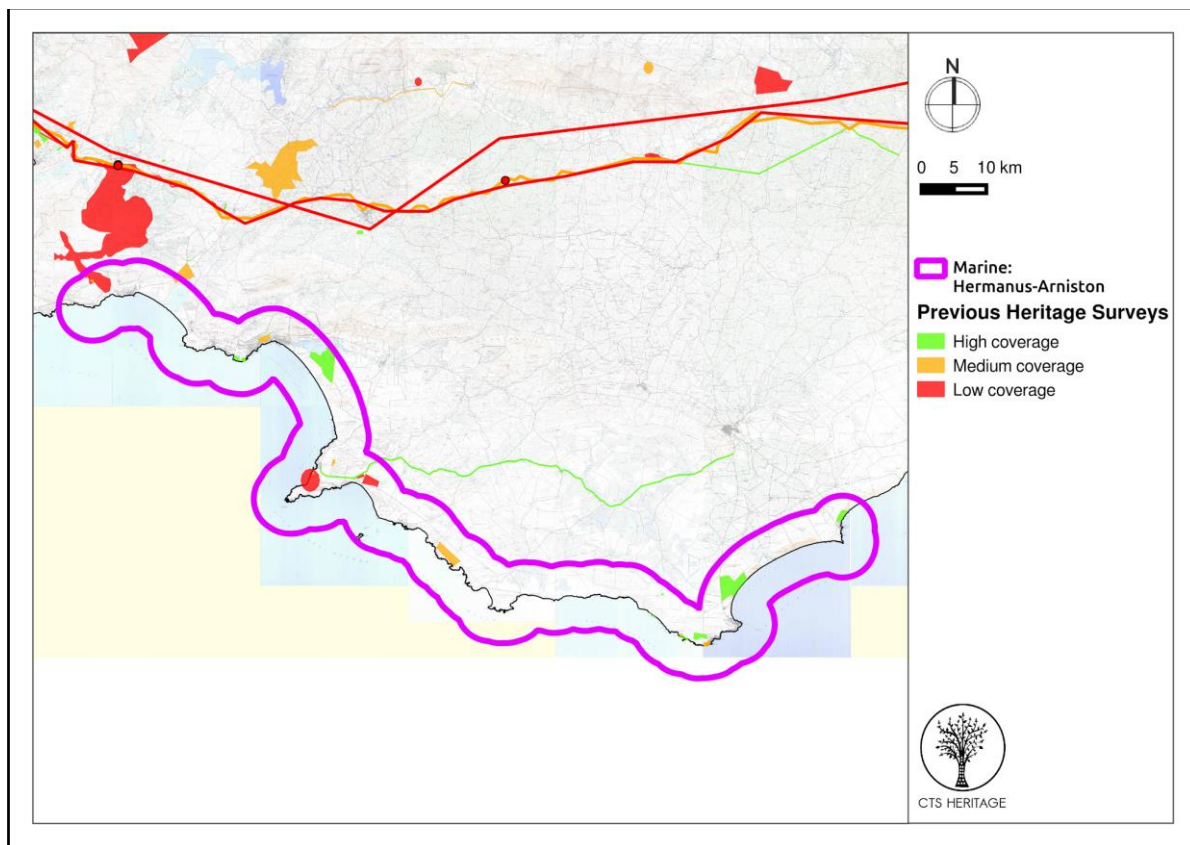 N
0 5 10 km
Marine:
Hermanus-Arniston
Previous Heritage Surveys
High coverage
Medium coverage
Low coverage
CTS HERITAGE